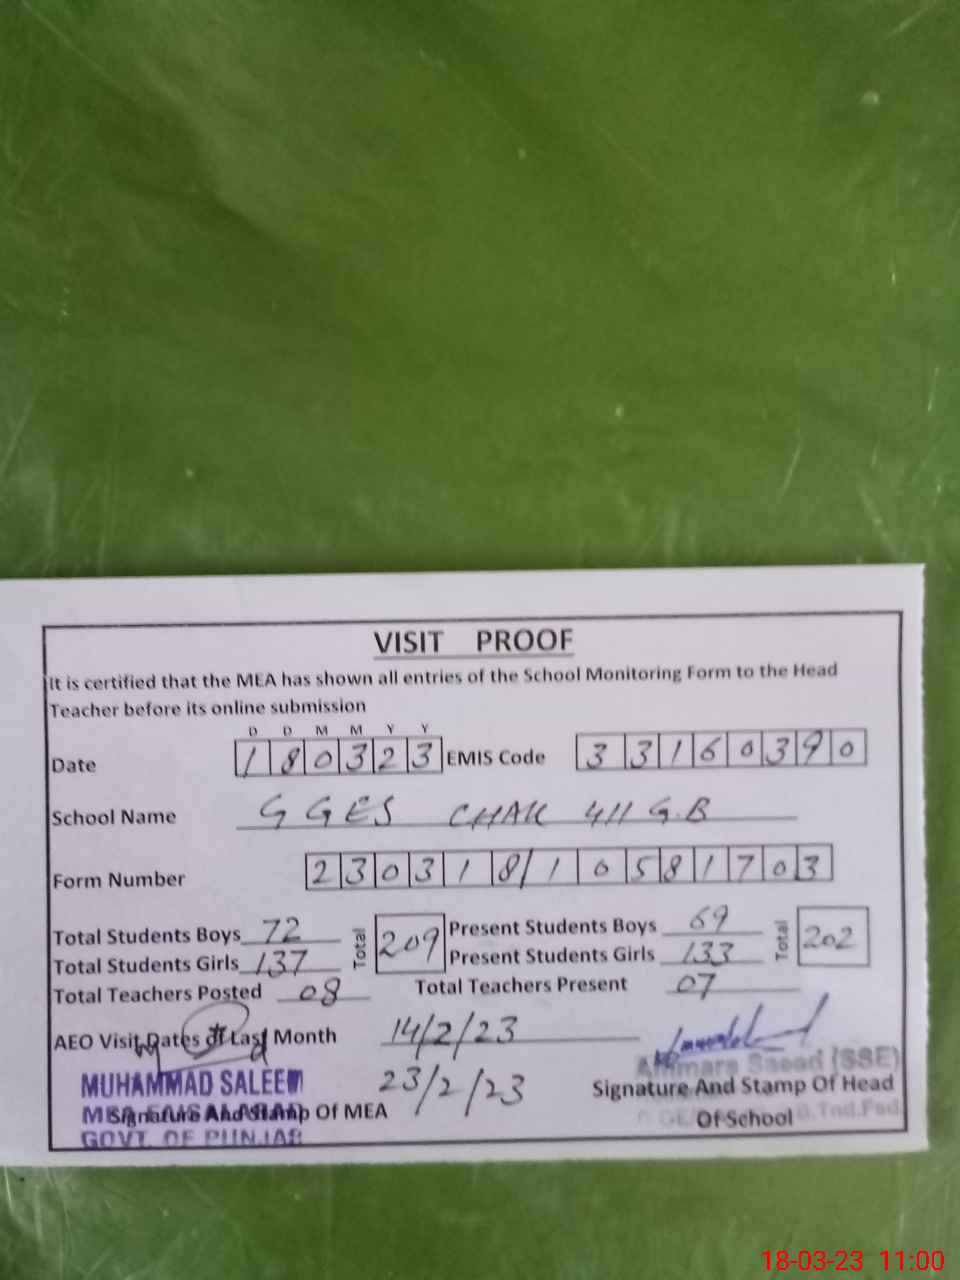 VISIT PROOF
It is certified that the MEA has shown all entries of the School Monitoring Form to the Head
Teacher before its online submission
D D M M Y Y
Date 1 8 0 3 2 3 EMIS Code 3 3 1 6 0 3 9 0
School Name GGES CHAK 411 G.B
Form Number 2 3 0 3 1 8/ 1 0 5 8 1 7 0 3
Total Students Boys 72 Total 209 Present Students Boys 69 Total 202
Total Students Girls 137 Present Students Girls 133
Total Teachers Posted 08 Total Teachers Present 07
AEO Visit Dates of Last Month 14/2/23
23/2/23
MUHAMMAD SALEEM
Signature And Stamp Of MEA
MEA FAISALABAD
GOVT. OF PUNJAB
Ammara Saeed (SSE)
Signature And Stamp Of Head
Of School
18-03-23 11:00